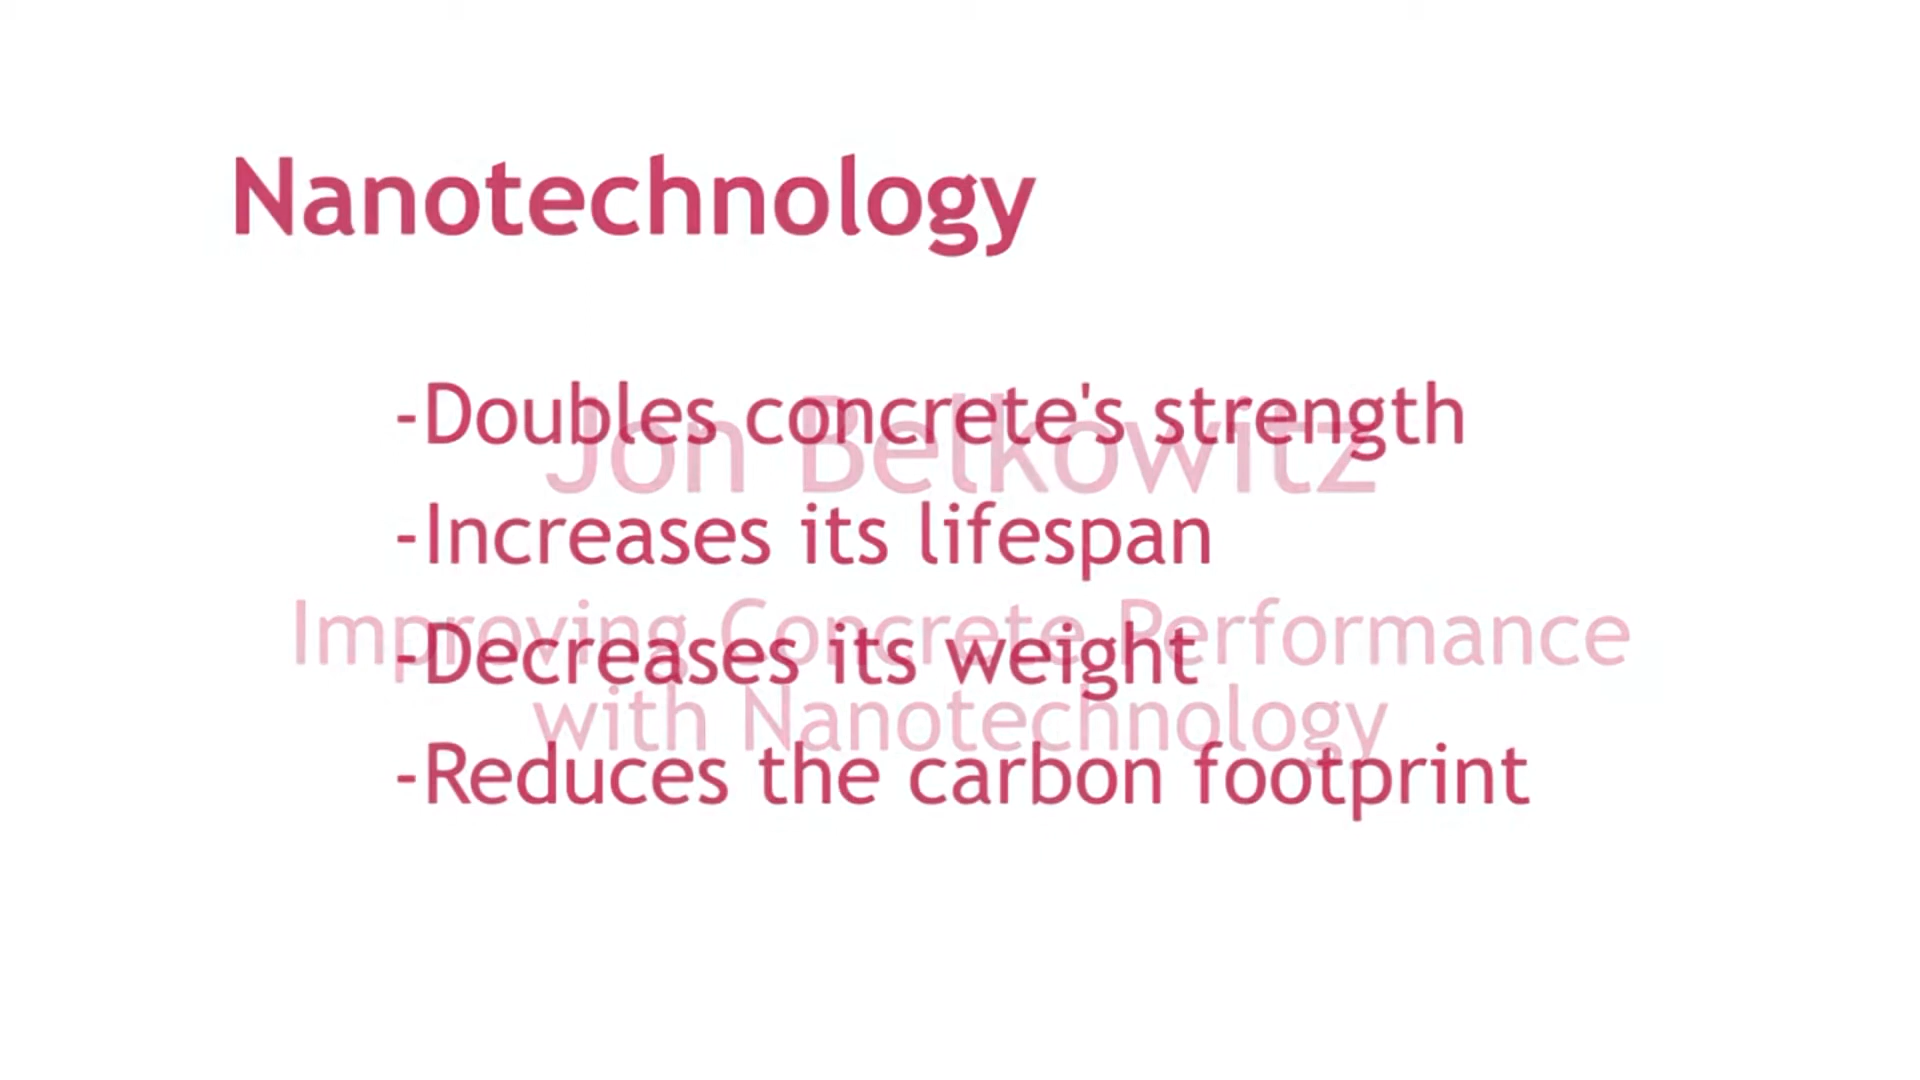 Nanotechnology
-Doubles concrete's strength
Jon Belkowitz
-Increases its lifespan
Improving Concrete Performance
-Decreases its weight
with Nanotechnology
-Reduces the carbon footprint